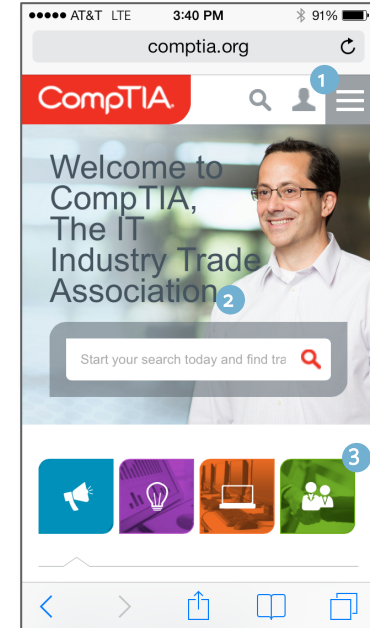 AT&T LTE 3:40 PM 91%
comptia.org
1
CompTIA.
Welcome to
CompTIA,
The IT
Industry Trade
Association
2
Start your search today and find tra
3